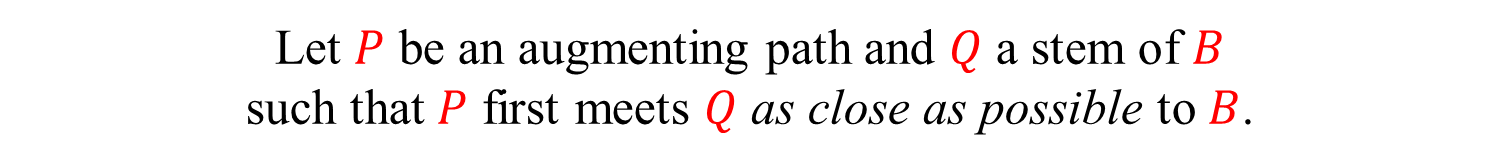 Let P be an augmenting path and Q a stem of B
such that P first meets Q as close as possible to B.